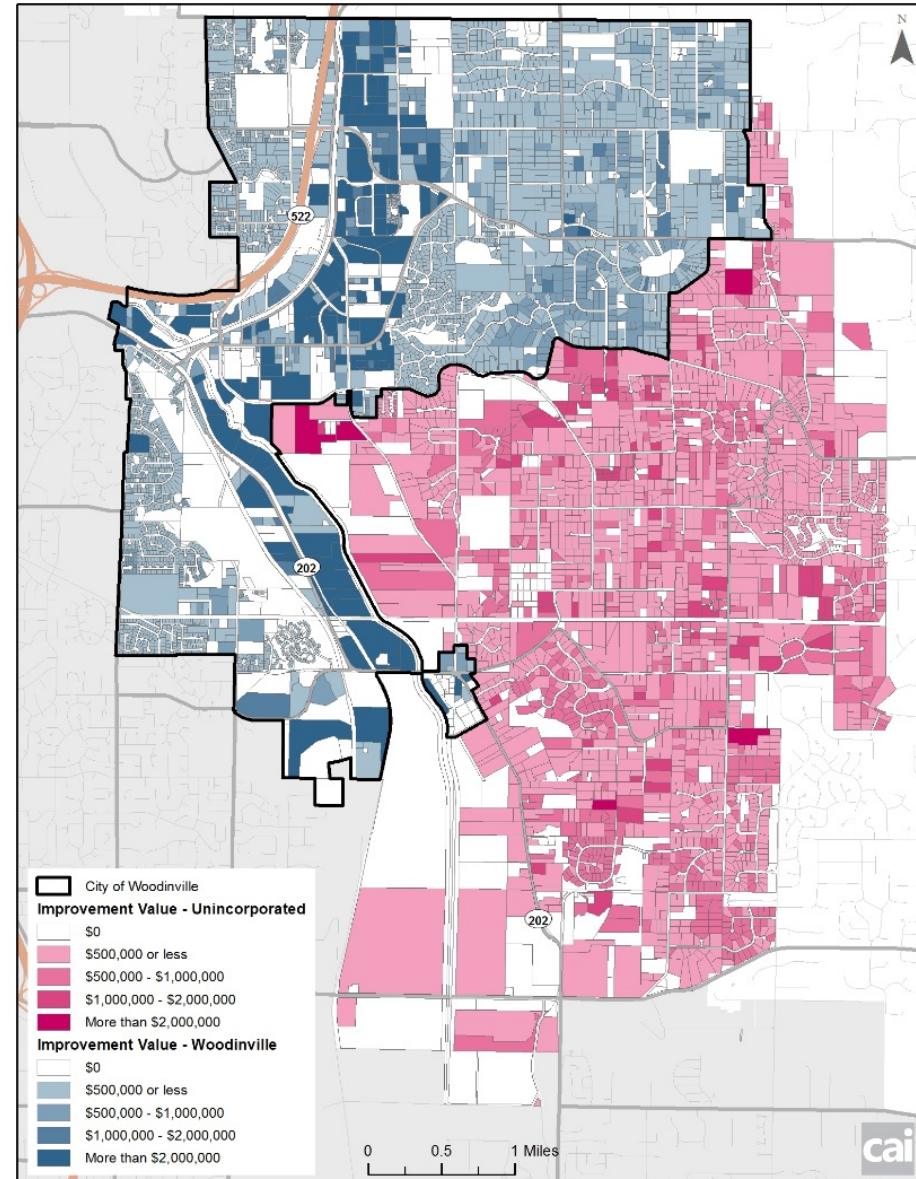 N
522
202
202
City of Woodinville
Improvement Value - Unincorporated
$0
$500,000 or less
$500,000 - $1,000,000
$1,000,000 - $2,000,000
More than $2,000,000
Improvement Value - Woodinville
$0
$500,000 or less
$500,000 - $1,000,000
$1,000,000 - $2,000,000
More than $2,000,000
0 0.5 1 Miles
cai